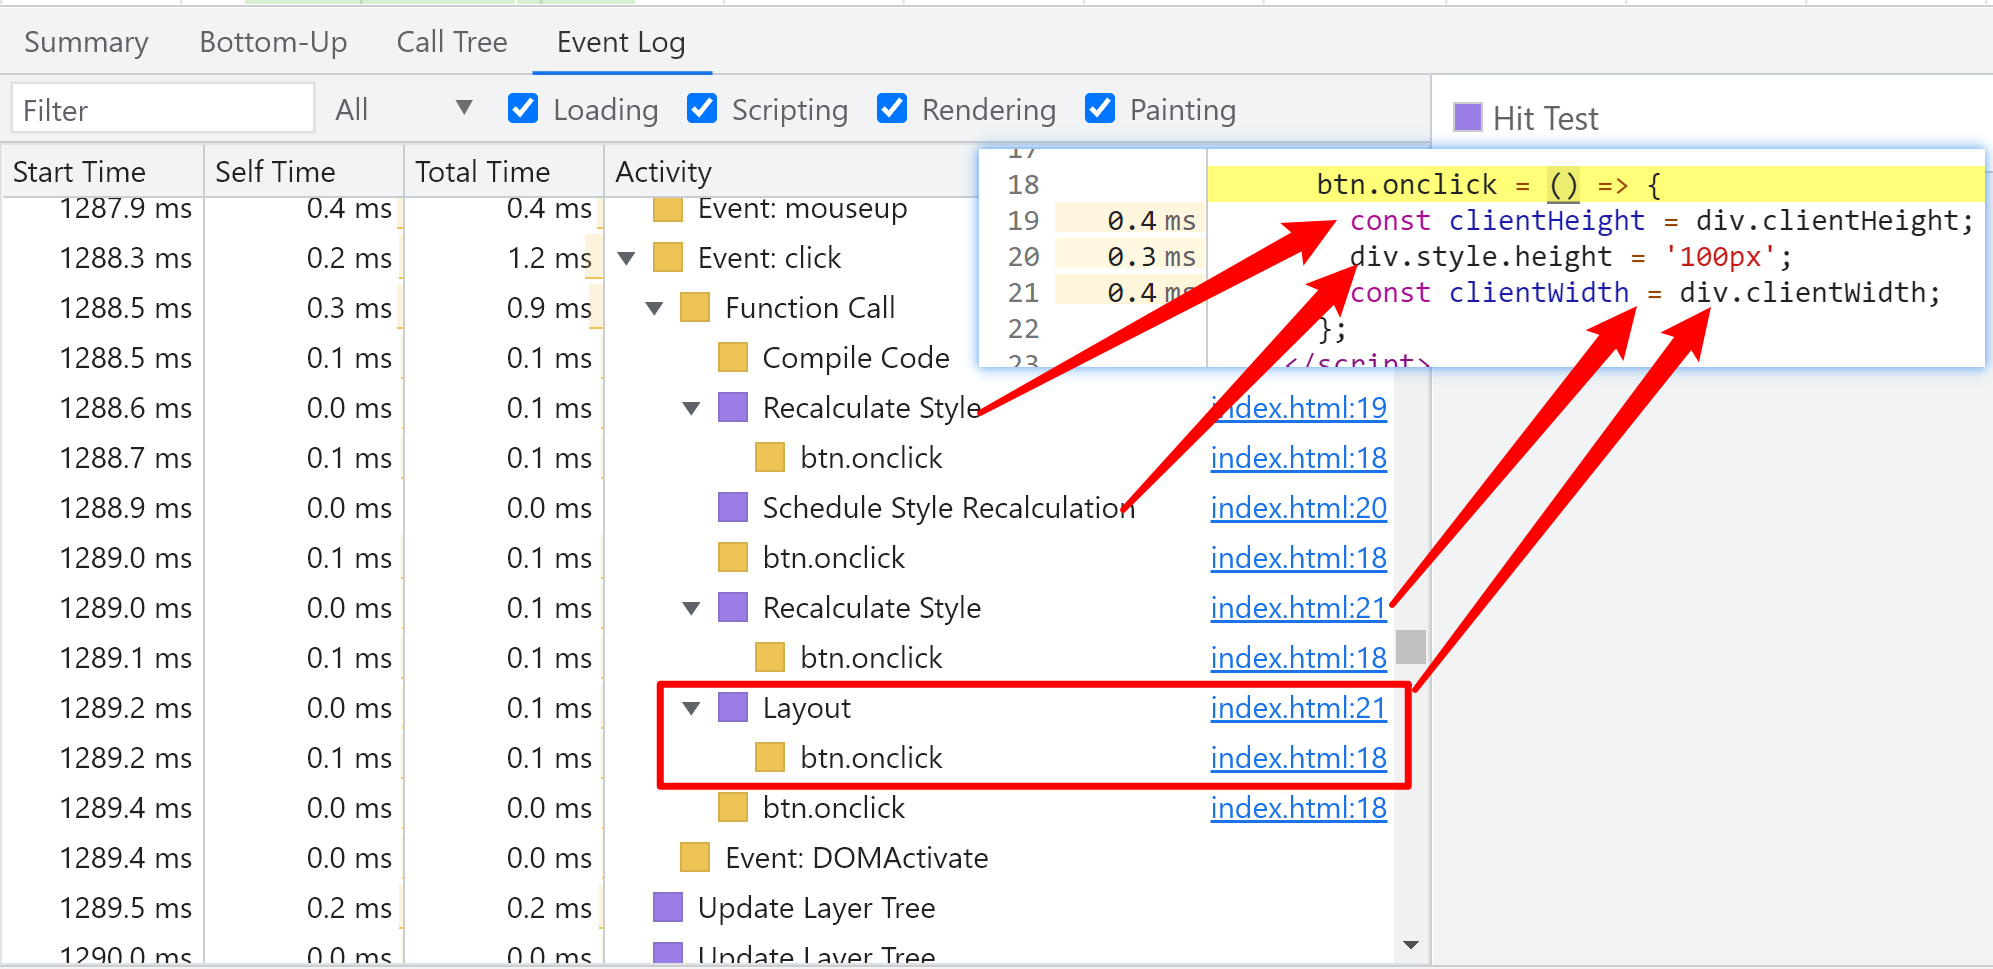 Summary Bottom-Up Call Tree Event Log
Filter All ▼ Loading Scripting Rendering Painting
Hit Test
Start Time Self Time Total Time Activity
1287.9 ms 0.4 ms 0.4 ms Event: mouseup
1288.3 ms 0.2 ms 1.2 ms Event: click
1288.5 ms 0.3 ms 0.9 ms Function Call
1288.5 ms 0.1 ms 0.1 ms Compile Code
1288.6 ms 0.0 ms 0.1 ms Recalculate Style index.html:19
1288.7 ms 0.1 ms 0.1 ms btn.onclick index.html:18
1288.9 ms 0.0 ms 0.0 ms Schedule Style Recalculation index.html:20
1289.0 ms 0.1 ms 0.1 ms btn.onclick index.html:18
1289.0 ms 0.0 ms 0.1 ms Recalculate Style index.html:21
1289.1 ms 0.1 ms 0.1 ms btn.onclick index.html:18
1289.2 ms 0.0 ms 0.1 ms Layout index.html:21
1289.2 ms 0.1 ms 0.1 ms btn.onclick index.html:18
1289.4 ms 0.0 ms 0.0 ms btn.onclick index.html:18
1289.4 ms 0.0 ms 0.0 ms Event: DOMActivate
1289.5 ms 0.2 ms 0.2 ms Update Layer Tree
1290.0 ms 0.0 ms 0.0 ms Update Layer Tree
17
18 btn.onclick = () => {
19 0.4 ms const clientHeight = div.clientHeight;
20 0.3 ms div.style.height = '100px';
21 0.4 ms const clientWidth = div.clientWidth;
22 };
23 </script>